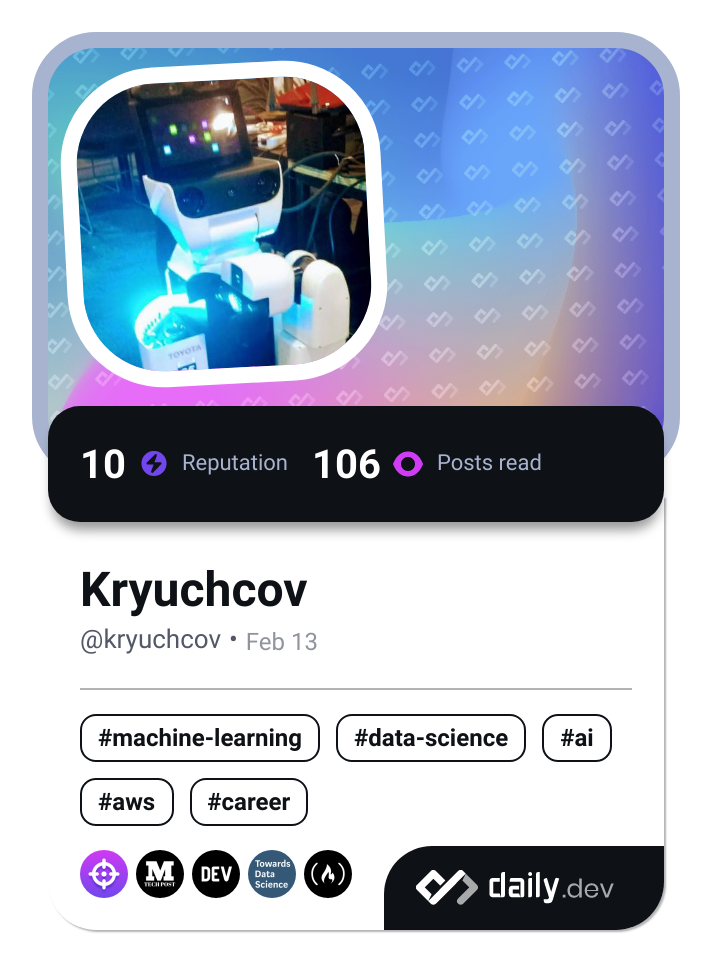 TOYOTA
10 Reputation 106 Posts read
Kryuchcov
@kryuchcov • Feb 13
#machine-learning #data-science #ai
#aws #career
M
TECH POST
DEV
Towards
Data
Science
daily.dev